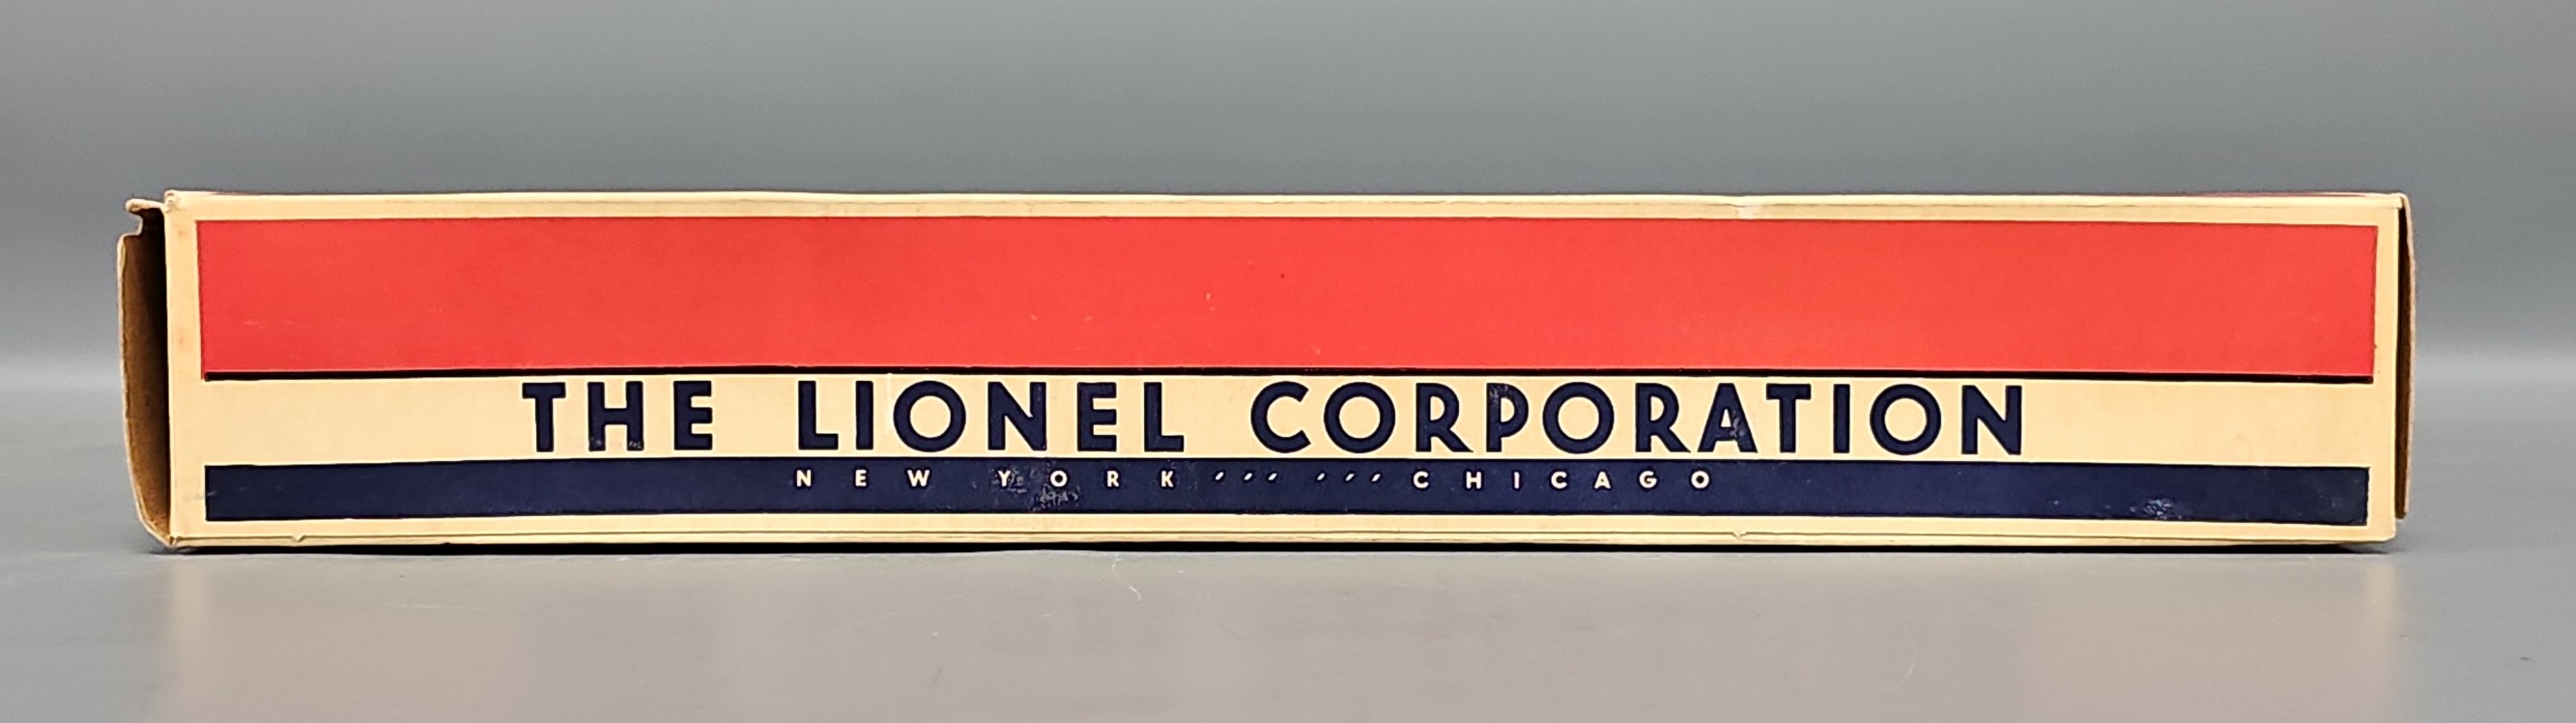 THE LIONEL CORPORATION
NEW YORK ′′′ ′′′ CHICAGO